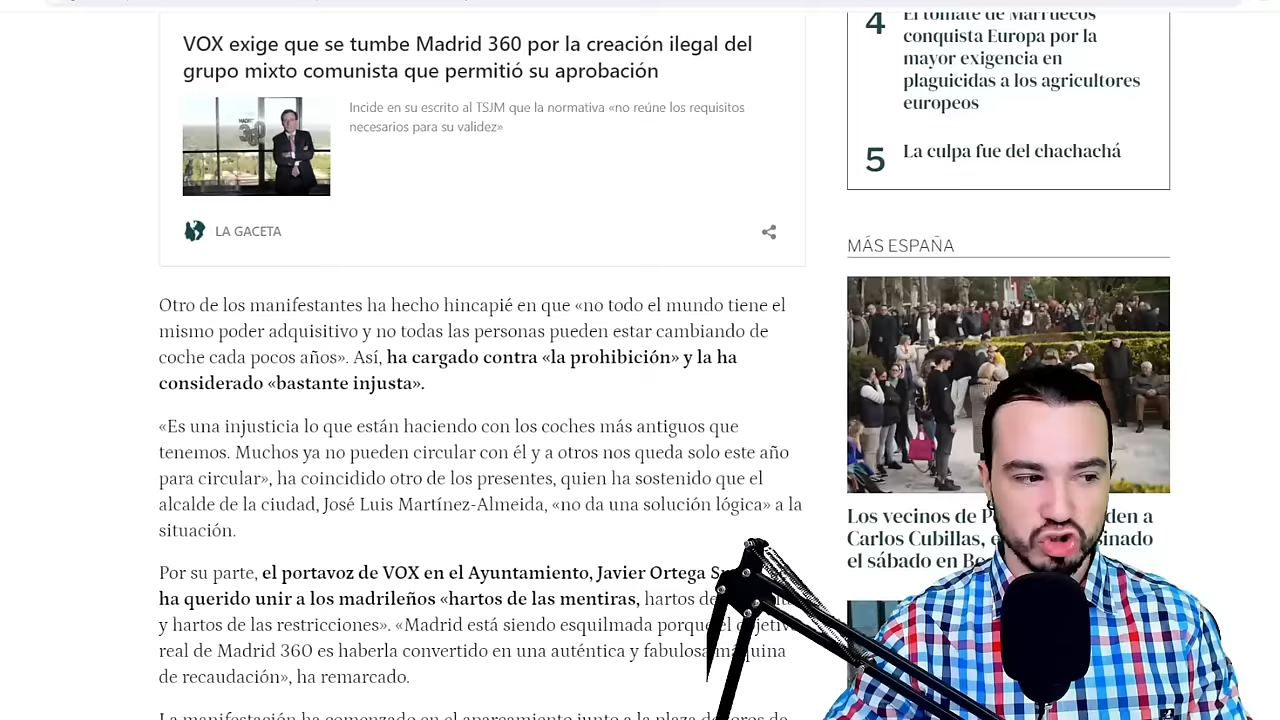 VOX exige que se tumbe Madrid 360 por la creación ilegal del
grupo mixto comunista que permitió su aprobación
Incide en su escrito al TSJM que la normativa «no reúne los requisitos
necesarios para su validez»
LA GACETA
Otro de los manifestantes ha hecho hincapié en que «no todo el mundo tiene el
mismo poder adquisitivo y no todas las personas pueden estar cambiando de
coche cada pocos años». Así, ha cargado contra «la prohibición» y la ha
considerado «bastante injusta».
«Es una injusticia lo que están haciendo con los coches más antiguos que
tenemos. Muchos ya no pueden circular con él y a otros nos queda solo este año
para circular», ha coincidido otro de los presentes, quien ha sostenido que el
alcalde de la ciudad, José Luis Martínez-Almeida, «no da una solución lógica» a la
situación.
Por su parte, el portavoz de VOX en el Ayuntamiento, Javier Ortega
ha querido unir a los madrileños «hartos de las mentiras, hartos
y hartos de las restricciones». «Madrid está siendo esquilmada porque el
real de Madrid 360 es haberla convertido en una auténtica y fabulosa
de recaudación», ha remarcado.
La manifestación ha comenzado en el aparcamiento junto a la plaza de toros de
4 El tomate de Marruecos
conquista Europa por la
mayor exigencia en
plaguicidas a los agricultores
europeos
5 La culpa fue del chachachá
MÁS ESPAÑA
Los vecinos de
Carlos Cubillas,
el sábado en